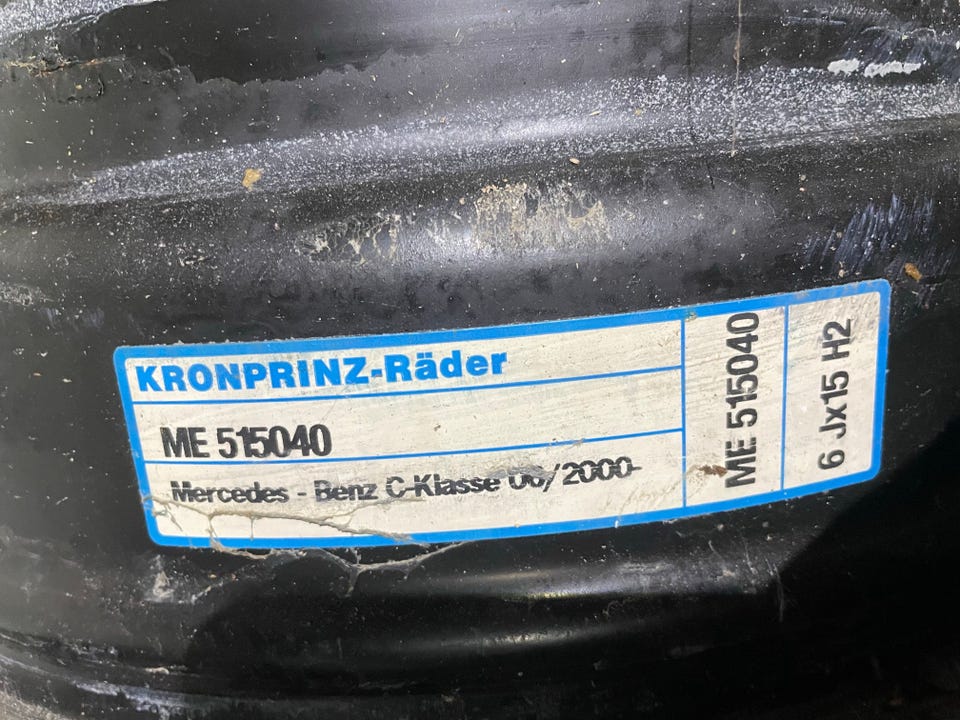 KRONPRINZ-Räder
ME 515040
Mercedes - Benz C-Klasse 06/2000-
ME 515040
6 Jx15 H2